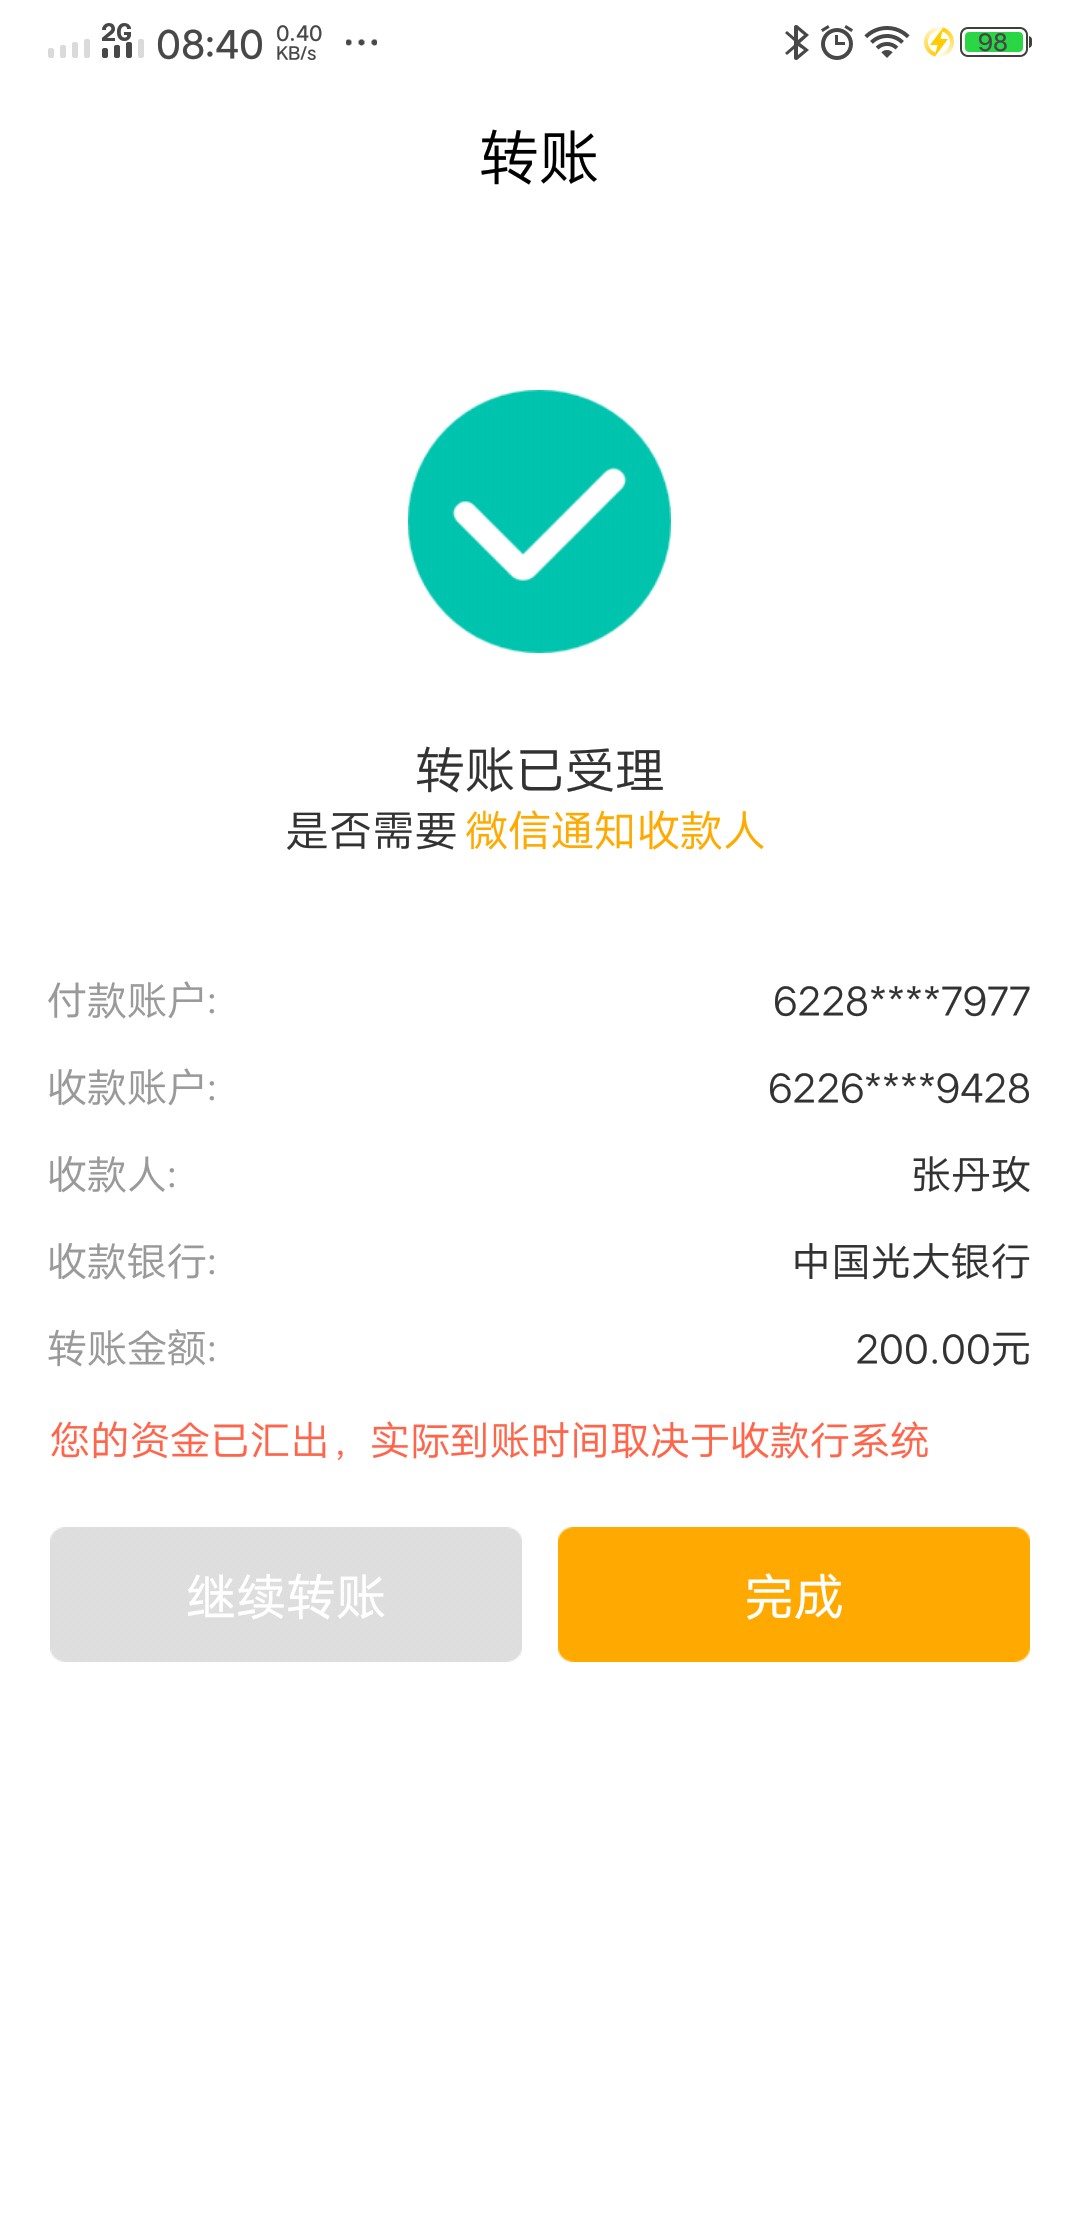 2G 08:40 0.40 KB/s ... 98
转账
转账已受理
是否需要 微信通知收款人
付款账户: 6228****7977
收款账户: 6226****9428
收款人: 张丹玫
收款银行: 中国光大银行
转账金额: 200.00元
您的资金已汇出，实际到账时间取决于收款行系统
继续转账 完成